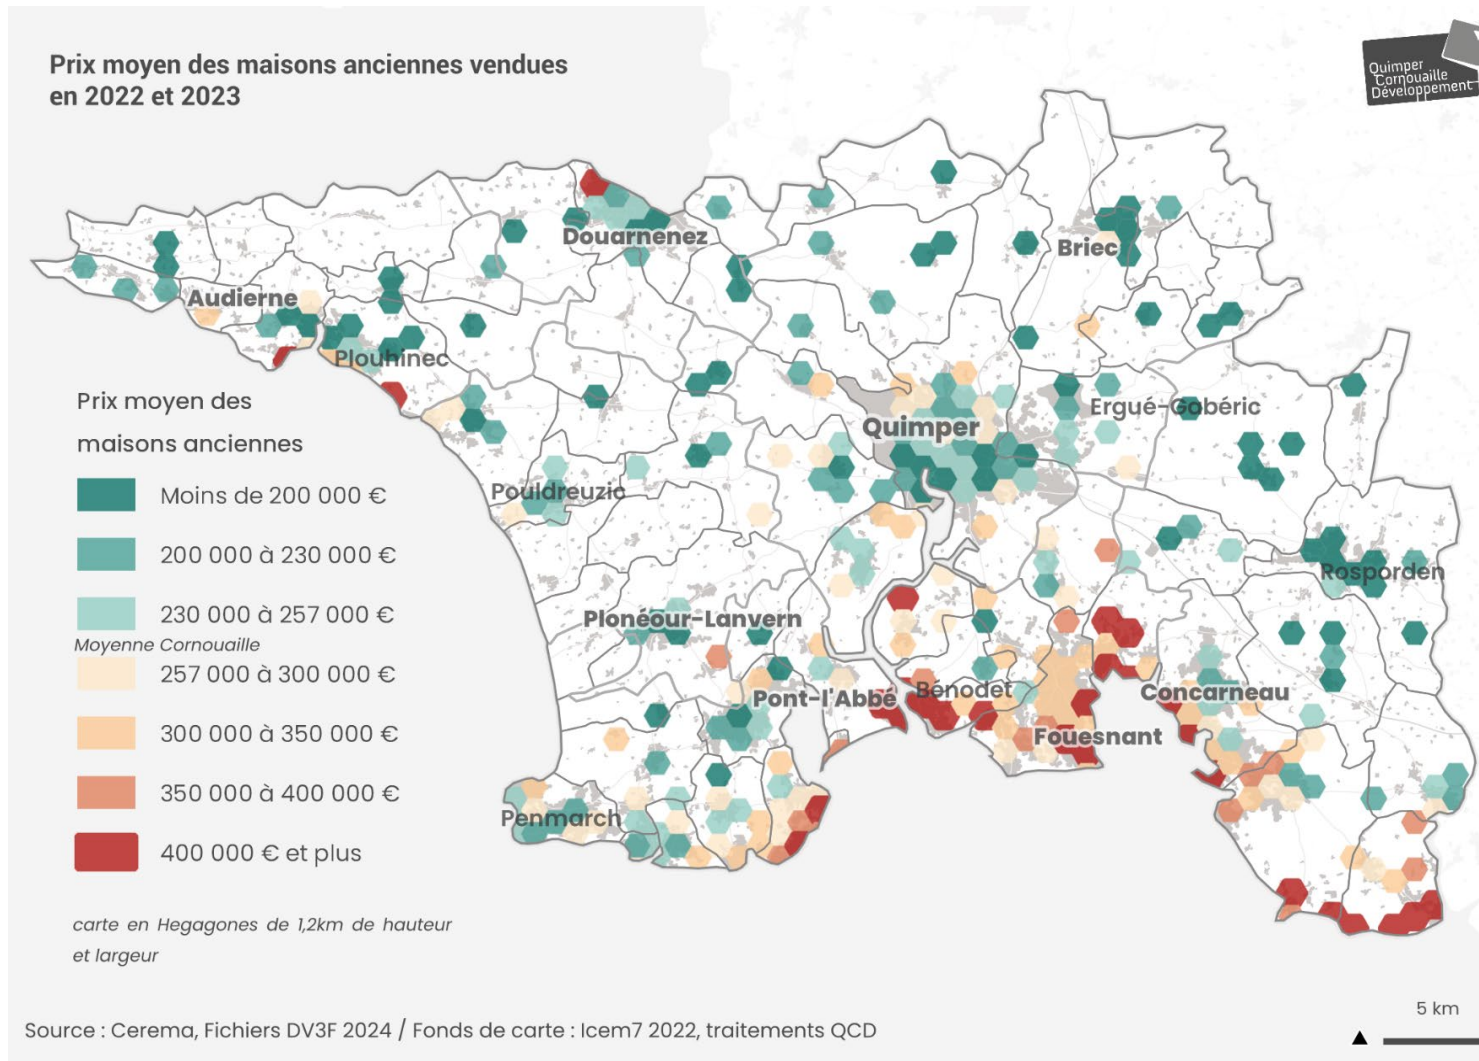 Prix moyen des maisons anciennes vendues
en 2022 et 2023
Quimper
Cornouaille
Développement
Douarnenez
Briec
Audierne
Plouhinec
Prix moyen des
maisons anciennes
Ergué-Gabéric
Quimper
Moins de 200 000 €
Pouldreuzic
200 000 à 230 000 €
Rosporden
230 000 à 257 000 €
Plonéour-Lanvern
Moyenne Cornouaille
257 000 à 300 000 €
Pont-l'Abbé
Bénodet
Concarneau
300 000 à 350 000 €
Fouesnant
350 000 à 400 000 €
Penmarch
400 000 € et plus
carte en Hegagones de 1,2km de hauteur
et largeur
5 km
Source : Cerema, Fichiers DV3F 2024 / Fonds de carte : Icem7 2022, traitements QCD